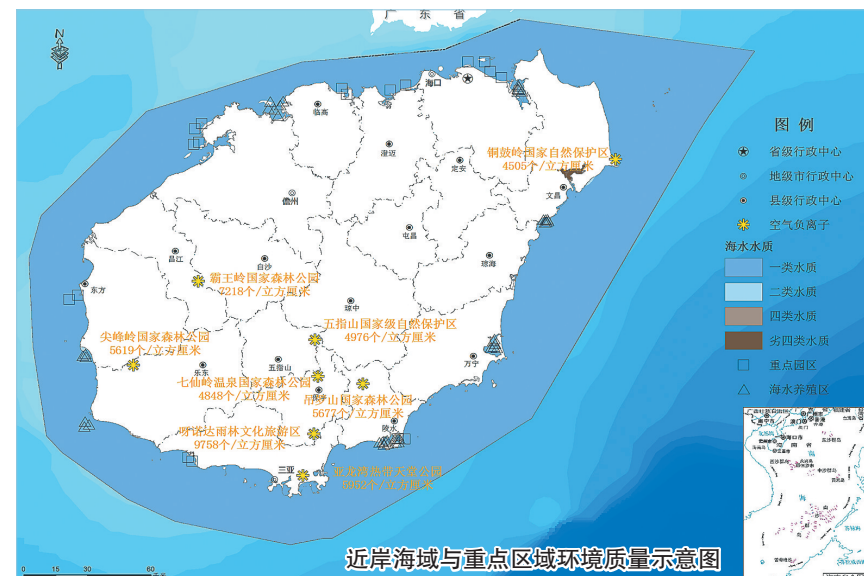 广东省
N
海口
临高
澄迈
定安
铜鼓岭国家自然保护区
4505个/立方厘米
文昌
儋州
屯昌
昌江
白沙
琼海
东方
霸王岭国家森林公园
7218个/立方厘米
琼中
五指山国家级自然保护区
4976个/立方厘米
尖峰岭国家森林公园
5619个/立方厘米
乐东
五指山
万宁
七仙岭温泉国家森林公园
4848个/立方厘米
吊罗山国家森林公园
5677个/立方厘米
陵水
呀诺达雨林文化旅游区
9758个/立方厘米
三亚
图例
省级行政中心
地级市行政中心
县级行政中心
空气负离子
海水水质
一类水质
二类水质
四类水质
劣四类水质
重点园区
海水养殖区
近岸海域与重点区域环境质量示意图
0 15 30 60